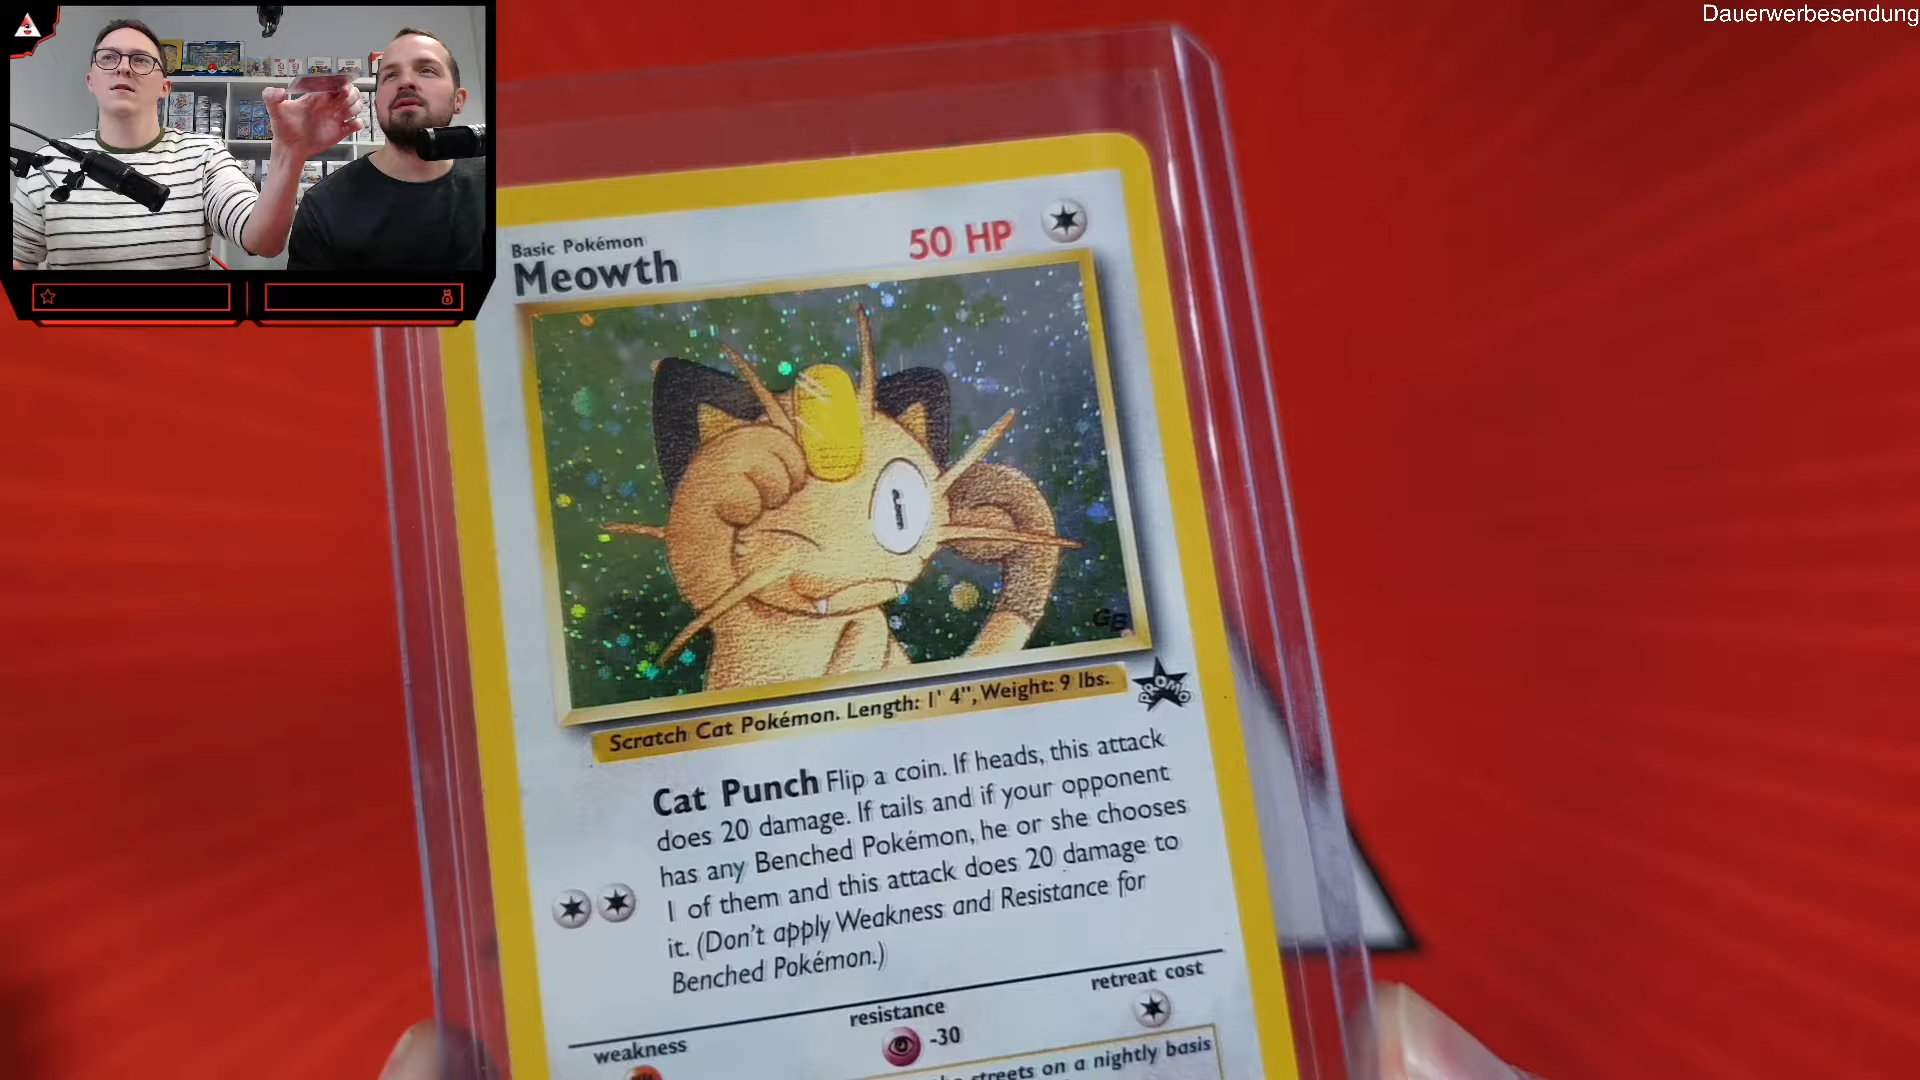 Dauerwerbesendung
Basic Pokémon
Meowth
50 HP
GB
Scratch Cat Pokémon. Length: 1' 4", Weight: 9 lbs.
PROMO
Cat Punch Flip a coin. If heads, this attack
does 20 damage. If tails and if your opponent
has any Benched Pokémon, he or she chooses
1 of them and this attack does 20 damage to
it. (Don't apply Weakness and Resistance for
Benched Pokémon.)
weakness
resistance
retreat cost
-30
streets on a nightly basis